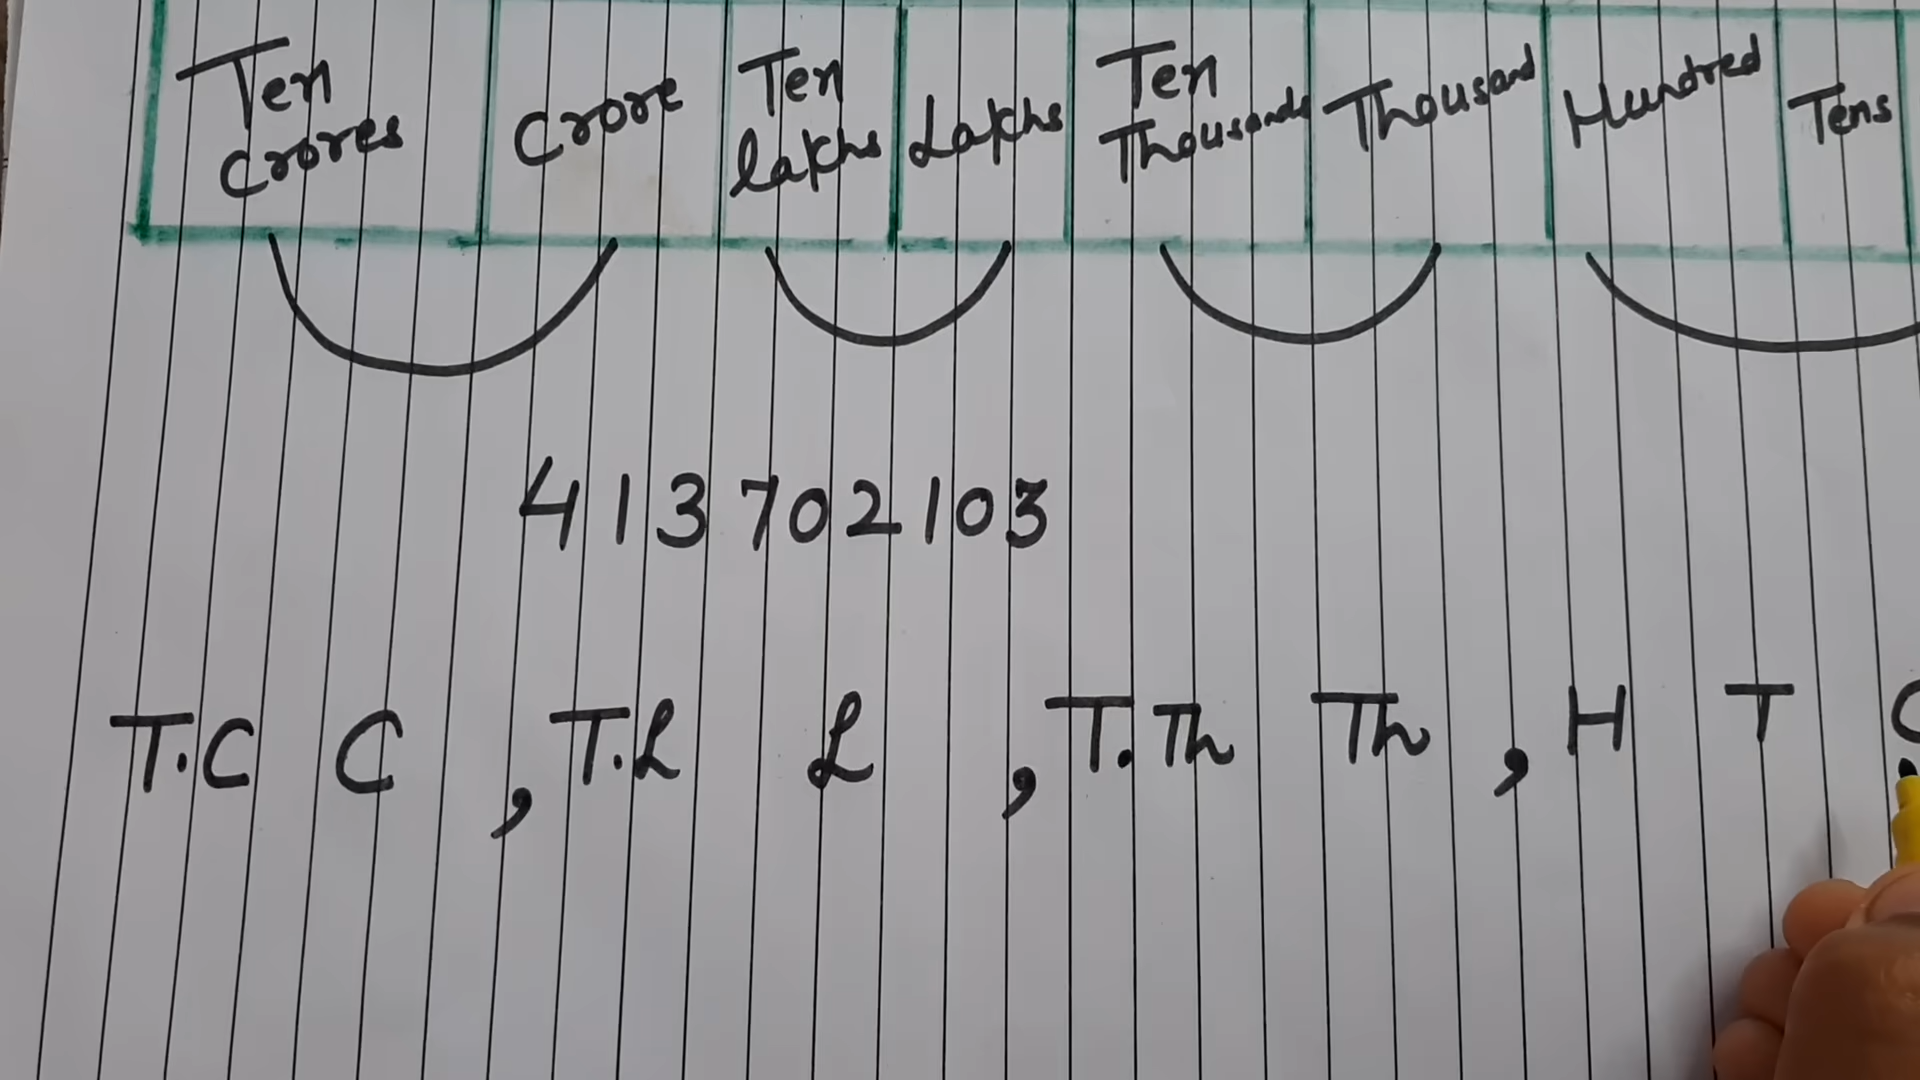 Ten crores Crore Ten lakhs Lakhs Ten Thousands Thousand Hundred Tens
413702103
T.C C , T.L L , T.Th Th , H T